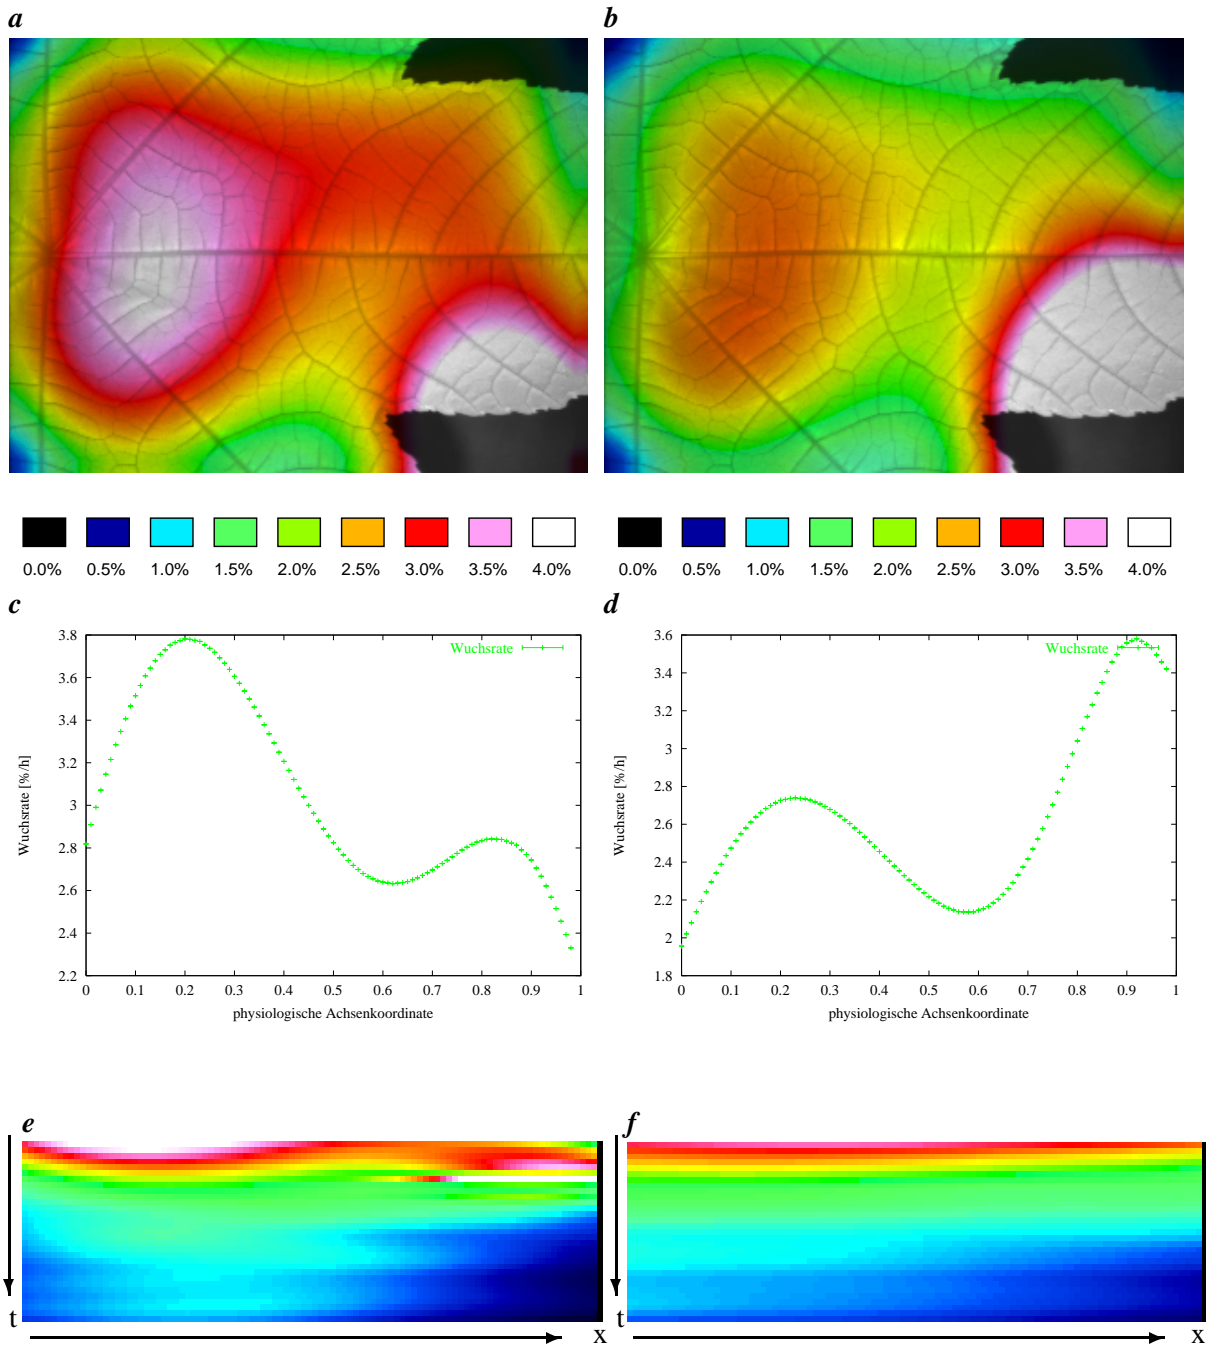 a b
0.0% 0.5% 1.0% 1.5% 2.0% 2.5% 3.0% 3.5% 4.0%
0.0% 0.5% 1.0% 1.5% 2.0% 2.5% 3.0% 3.5% 4.0%
c
3.8
3.6
3.4
3.2
3
2.8
2.6
2.4
2.2
Wuchsrate [%/h]
Wuchsrate
0 0.1 0.2 0.3 0.4 0.5 0.6 0.7 0.8 0.9 1
physiologische Achsenkoordinate
d
3.6
3.4
3.2
3
2.8
2.6
2.4
2.2
2
1.8
Wuchsrate [%/h]
Wuchsrate
0 0.1 0.2 0.3 0.4 0.5 0.6 0.7 0.8 0.9 1
physiologische Achsenkoordinate
e
t
x
f
t
x